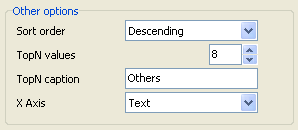 Other options
Sort order Descending
TopN values 8
TopN caption Others
X Axis Text